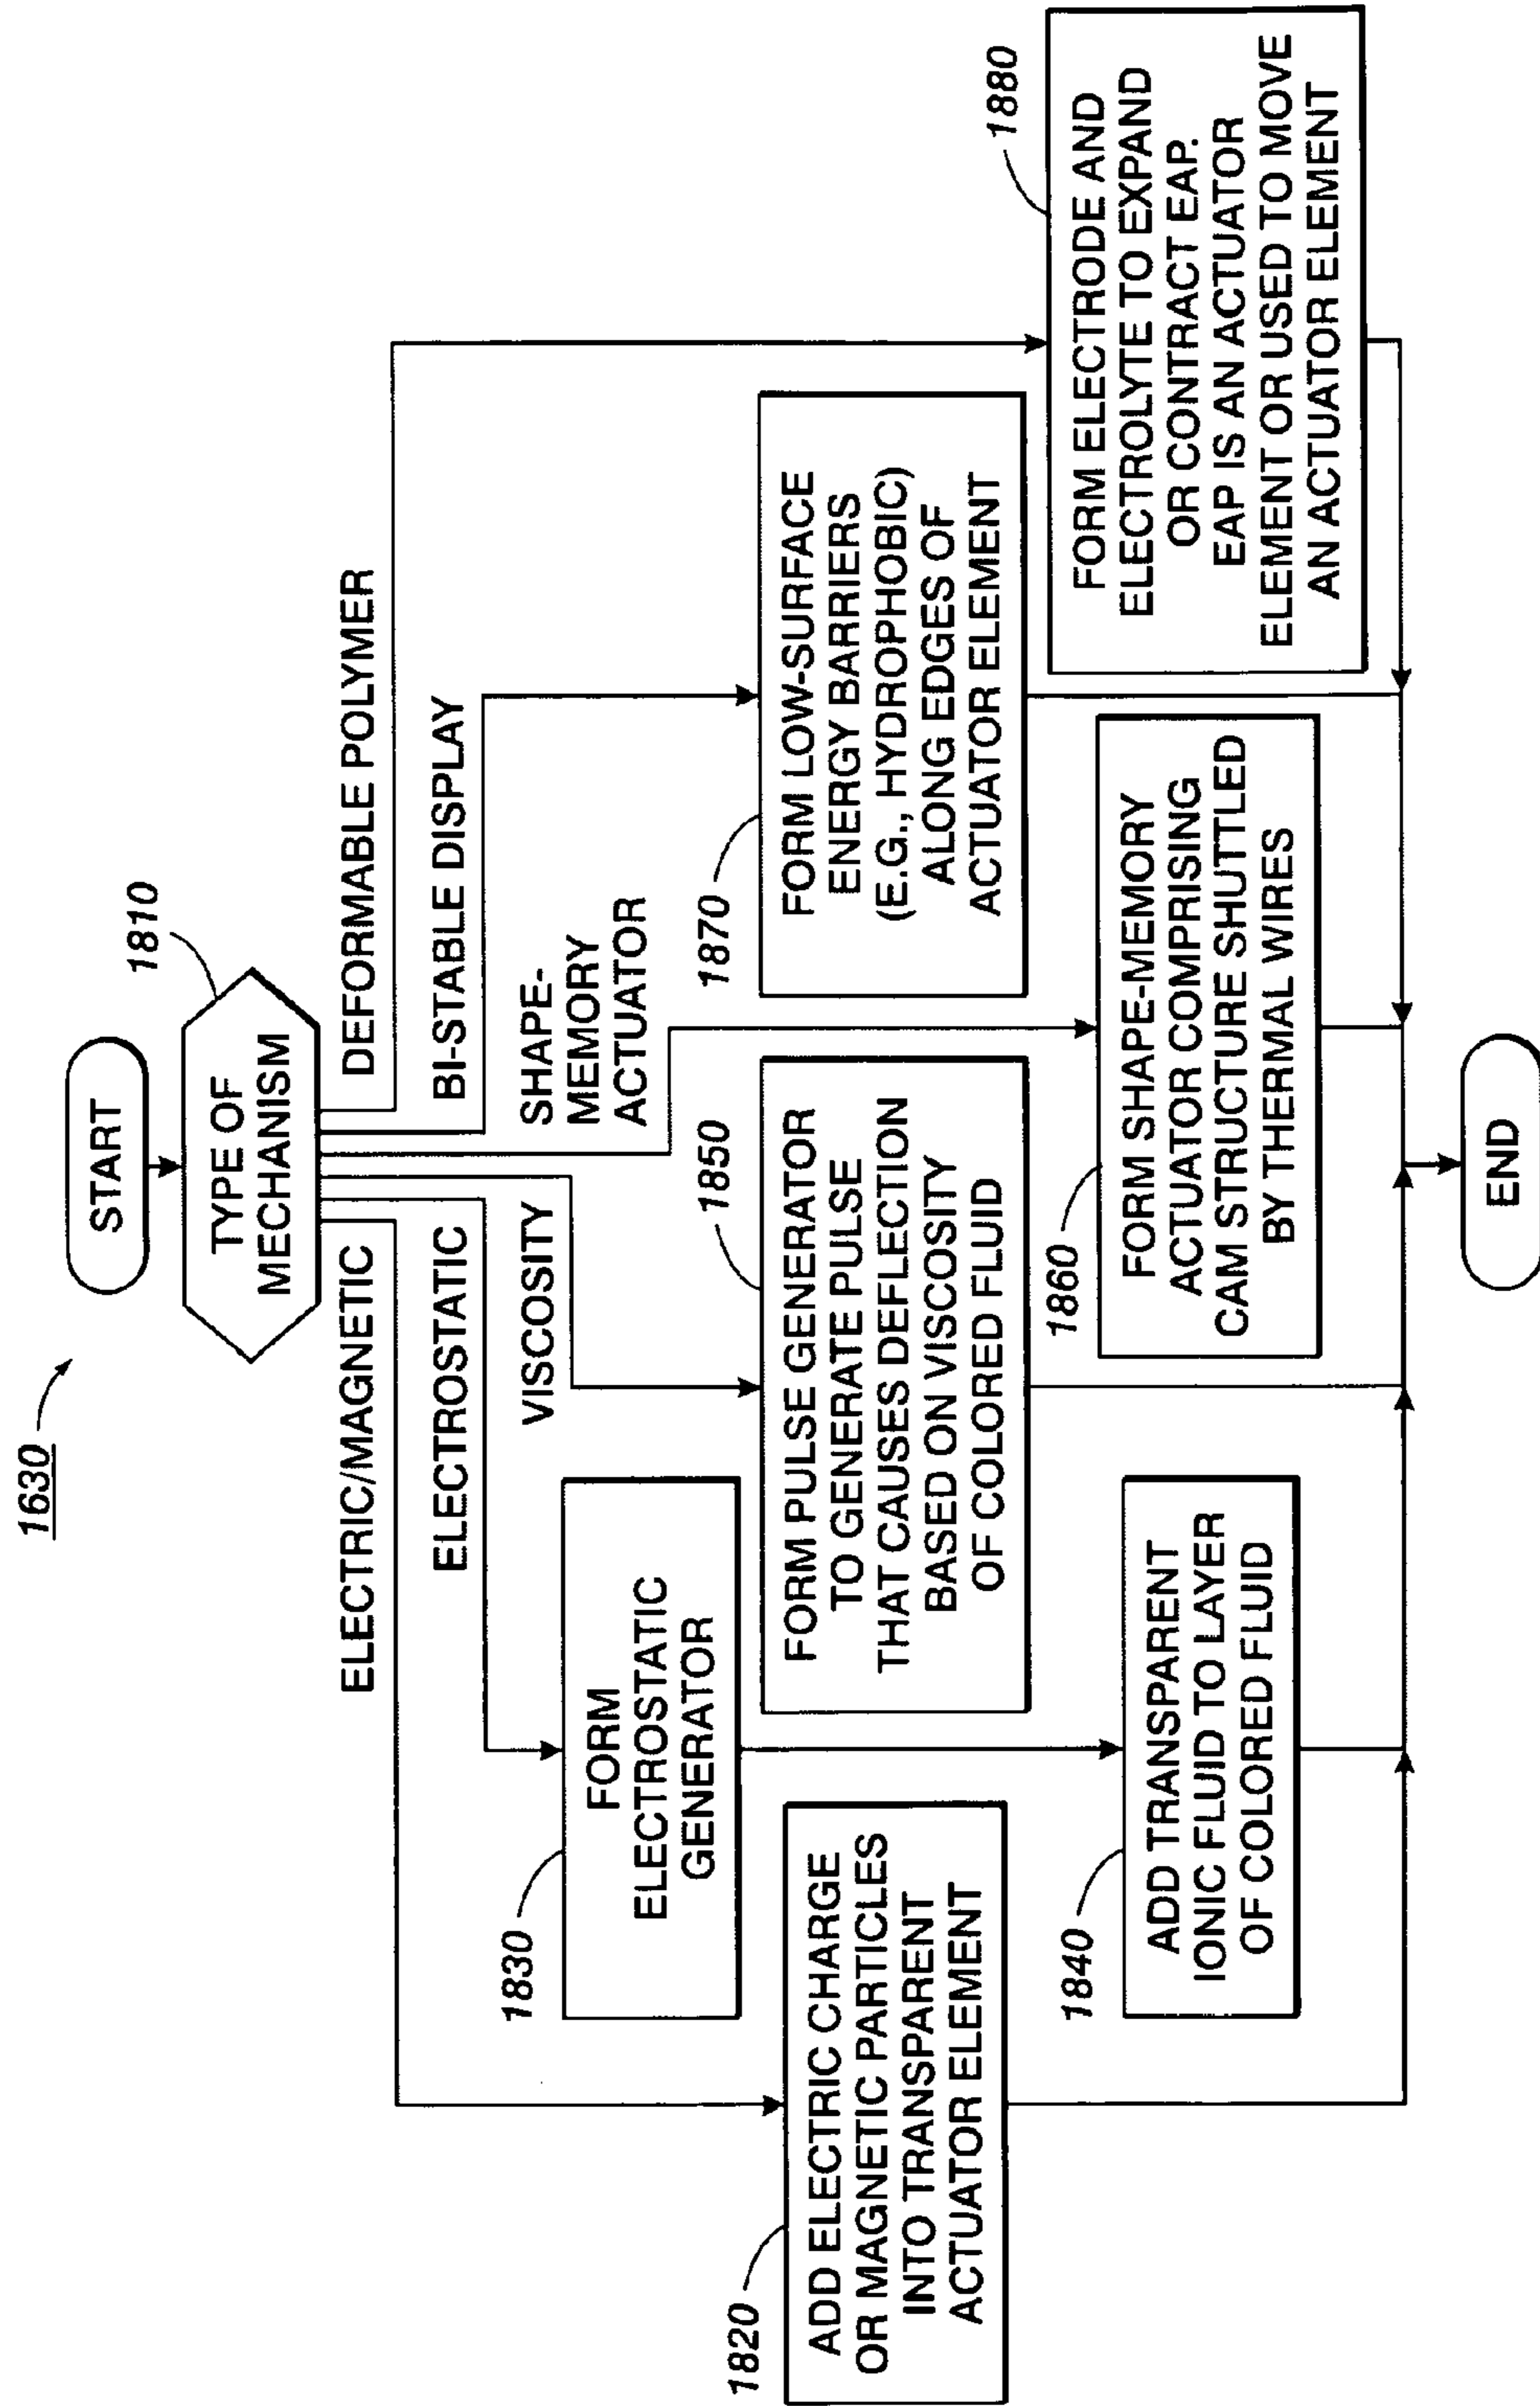 1630
START
1810
TYPE OF
MECHANISM
ELECTRIC/MAGNETIC
DEFORMABLE POLYMER
ELECTROSTATIC
BI-STABLE DISPLAY
VISCOSITY
SHAPE-
MEMORY
ACTUATOR
1820
ADD ELECTRIC CHARGE
OR MAGNETIC PARTICLES
INTO TRANSPARENT
ACTUATOR ELEMENT
1830
FORM
ELECTROSTATIC
GENERATOR
1840
ADD TRANSPARENT
IONIC FLUID TO LAYER
OF COLORED FLUID
1850
FORM PULSE GENERATOR
TO GENERATE PULSE
THAT CAUSES DEFLECTION
BASED ON VISCOSITY
OF COLORED FLUID
1860
FORM SHAPE-MEMORY
ACTUATOR COMPRISING
CAM STRUCTURE SHUTTLED
BY THERMAL WIRES
1870
FORM LOW-SURFACE
ENERGY BARRIERS
(E.G., HYDROPHOBIC)
ALONG EDGES OF
ACTUATOR ELEMENT
1880
FORM ELECTRODE AND
ELECTROLYTE TO EXPAND
OR CONTRACT EAP.
EAP IS AN ACTUATOR
ELEMENT OR USED TO MOVE
AN ACTUATOR ELEMENT
END